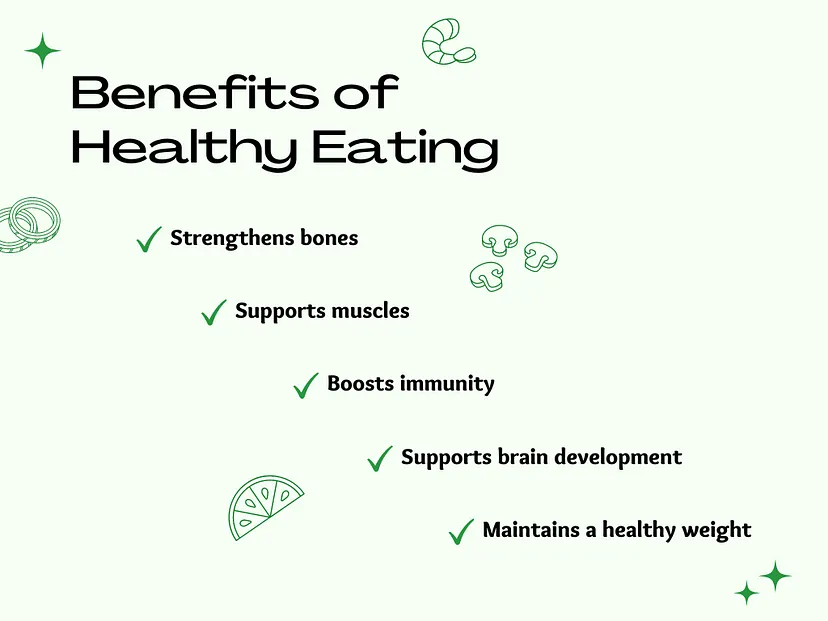 Benefits of
Healthy Eating
Strengthens bones
Supports muscles
Boosts immunity
Supports brain development
Maintains a healthy weight